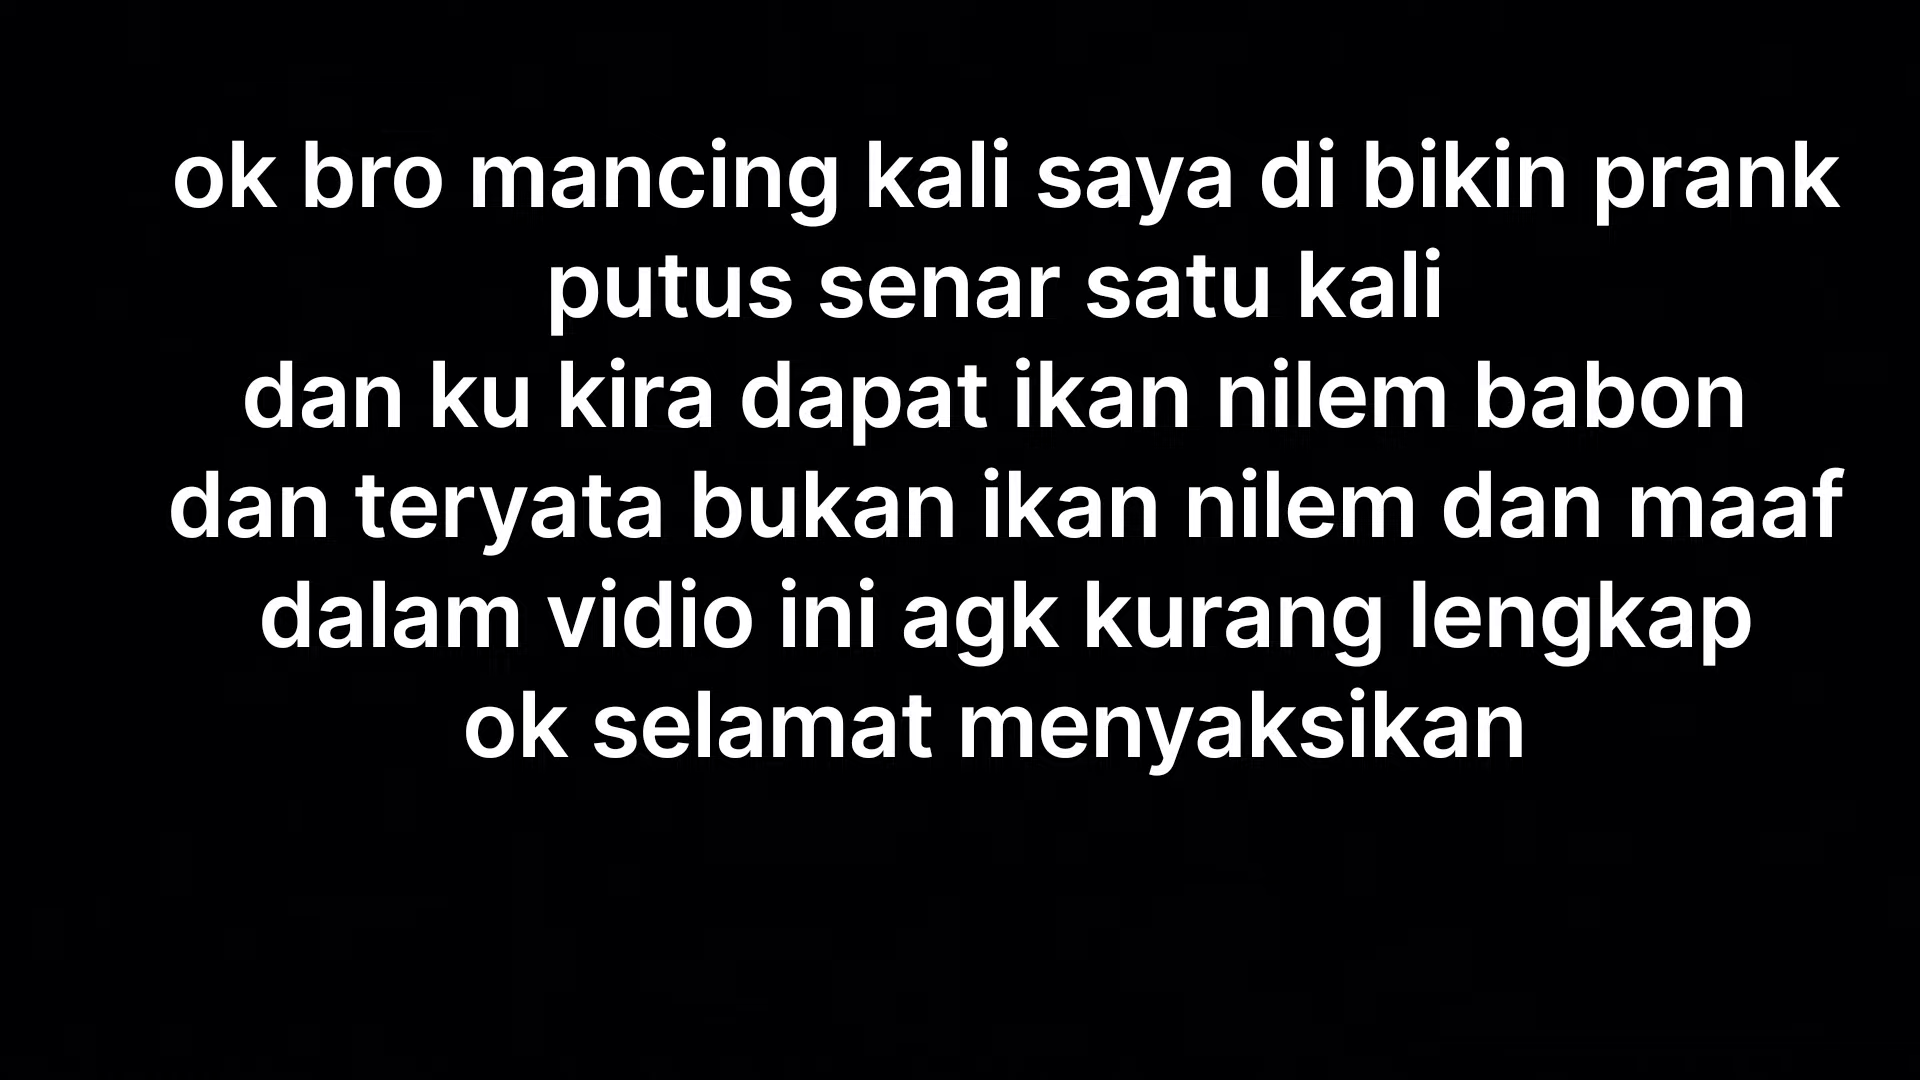 ok bro mancing kali saya di bikin prank
putus senar satu kali
dan ku kira dapat ikan nilem babon
dan teryata bukan ikan nilem dan maaf
dalam vidio ini agk kurang lengkap
ok selamat menyaksikan